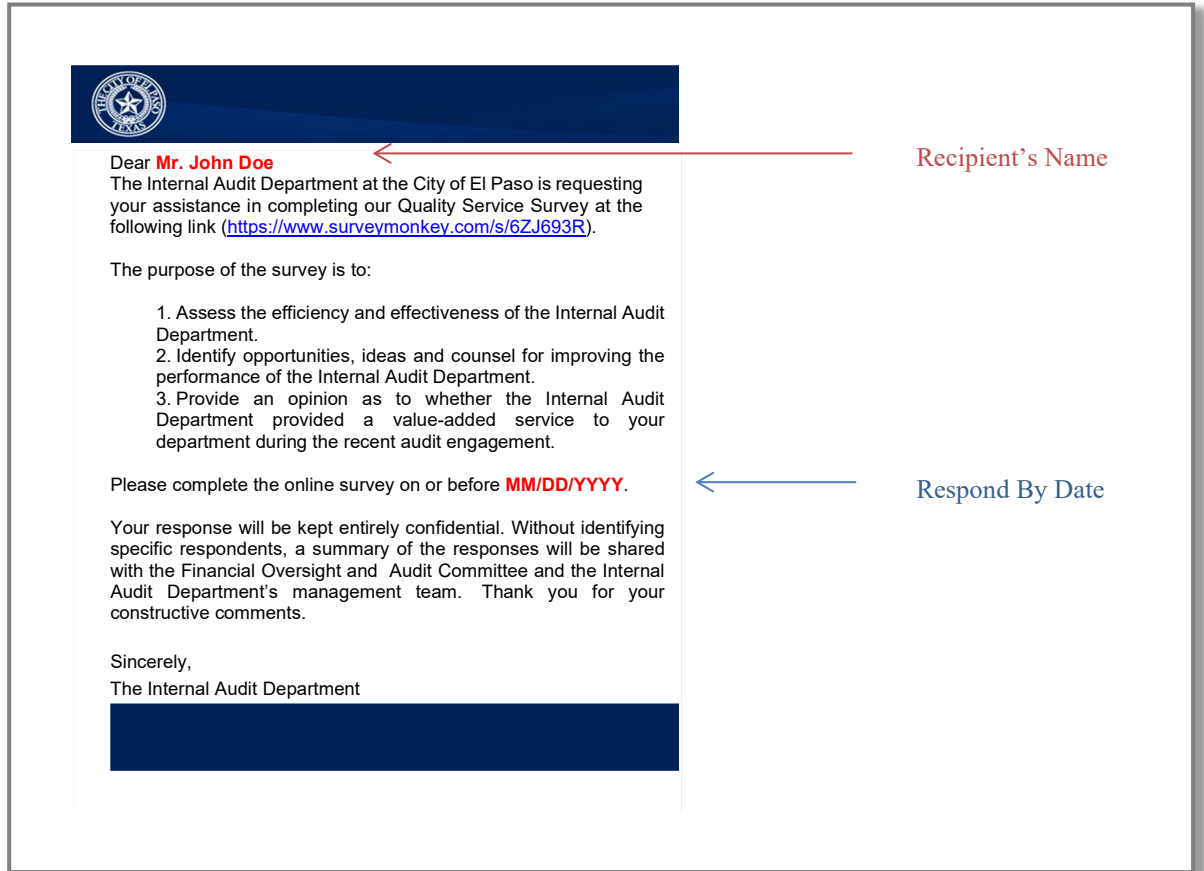 THE CITY OF EL PASO
TEXAS
Dear Mr. John Doe
Recipient’s Name
The Internal Audit Department at the City of El Paso is requesting
your assistance in completing our Quality Service Survey at the
following link (https://www.surveymonkey.com/s/6ZJ693R).
The purpose of the survey is to:
1. Assess the efficiency and effectiveness of the Internal Audit
Department.
2. Identify opportunities, ideas and counsel for improving the
performance of the Internal Audit Department.
3. Provide an opinion as to whether the Internal Audit
Department provided a value-added service to your
department during the recent audit engagement.
Please complete the online survey on or before MM/DD/YYYY.
Respond By Date
Your response will be kept entirely confidential. Without identifying
specific respondents, a summary of the responses will be shared
with the Financial Oversight and Audit Committee and the Internal
Audit Department’s management team. Thank you for your
constructive comments.
Sincerely,
The Internal Audit Department